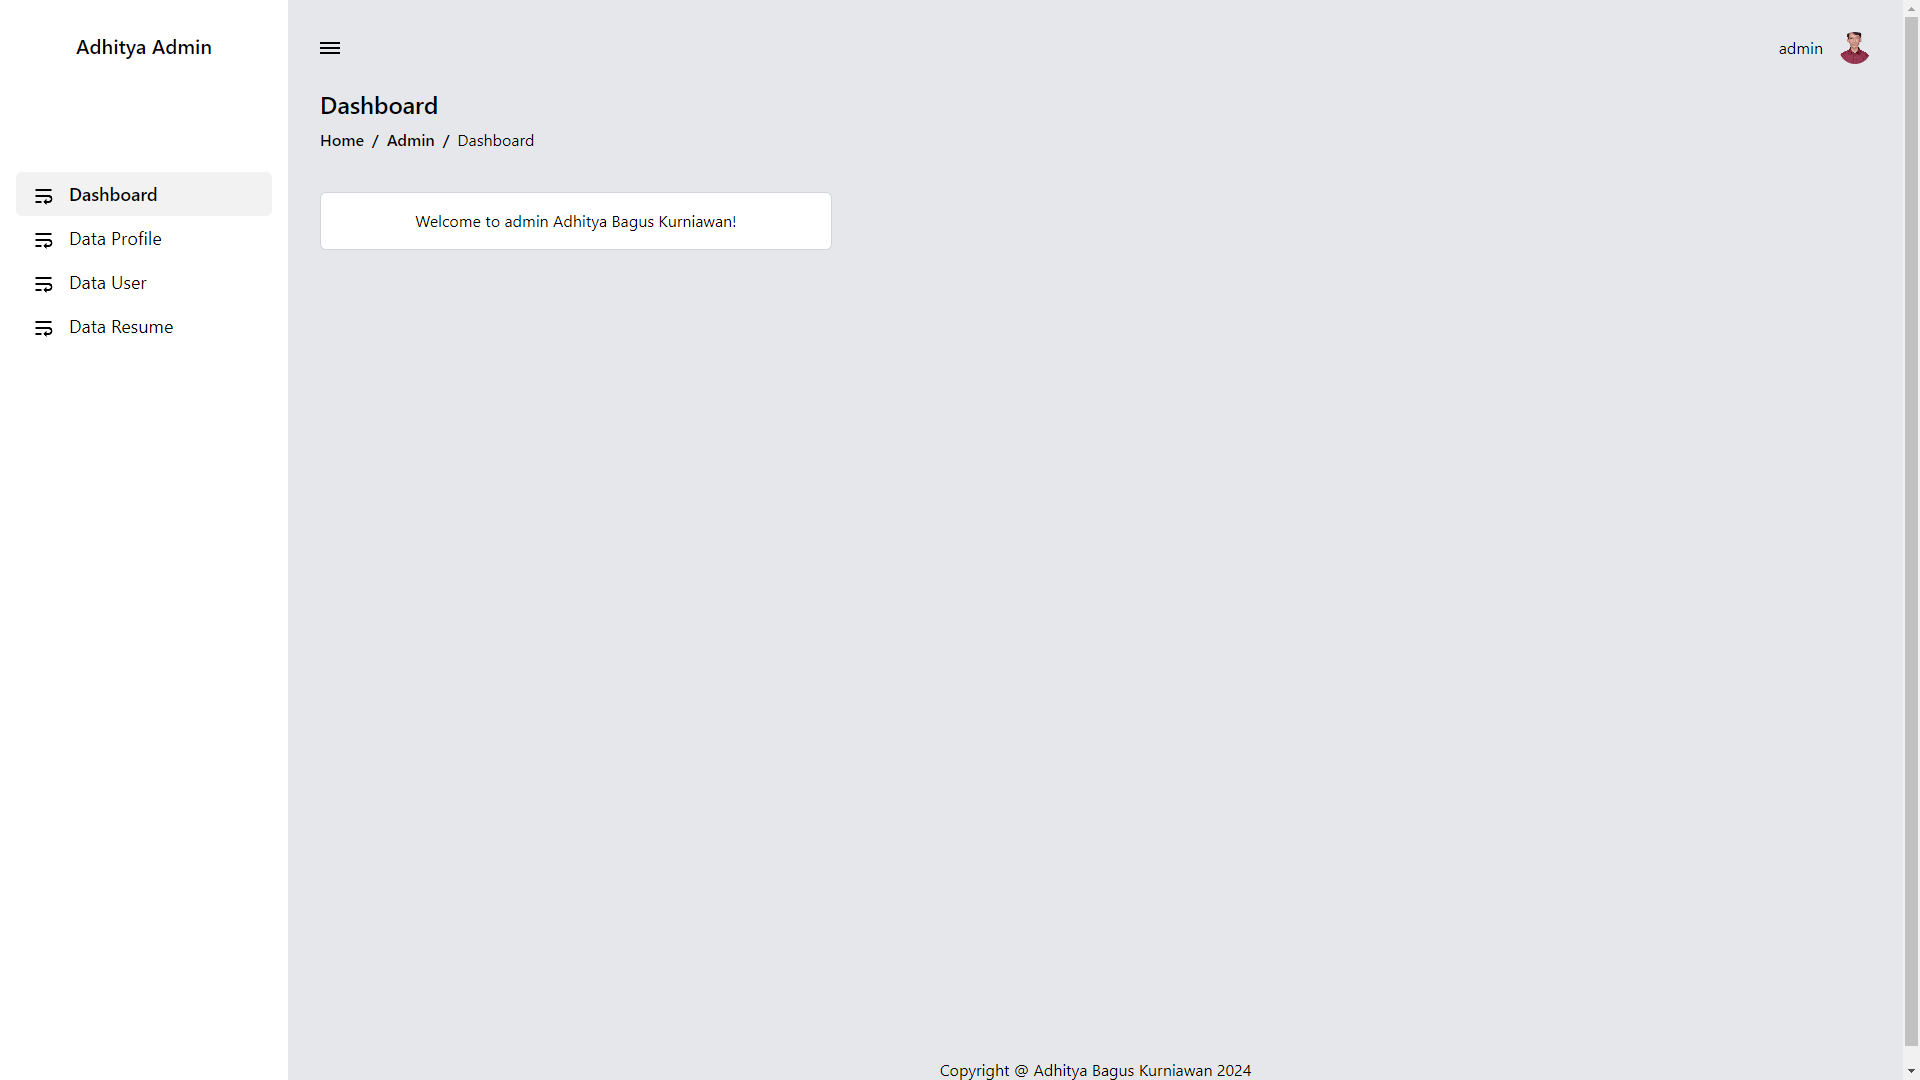 Adhitya Admin
admin
Dashboard
Home / Admin / Dashboard
Dashboard
Data Profile
Data User
Data Resume
Welcome to admin Adhitya Bagus Kurniawan!
Copyright @ Adhitya Bagus Kurniawan 2024